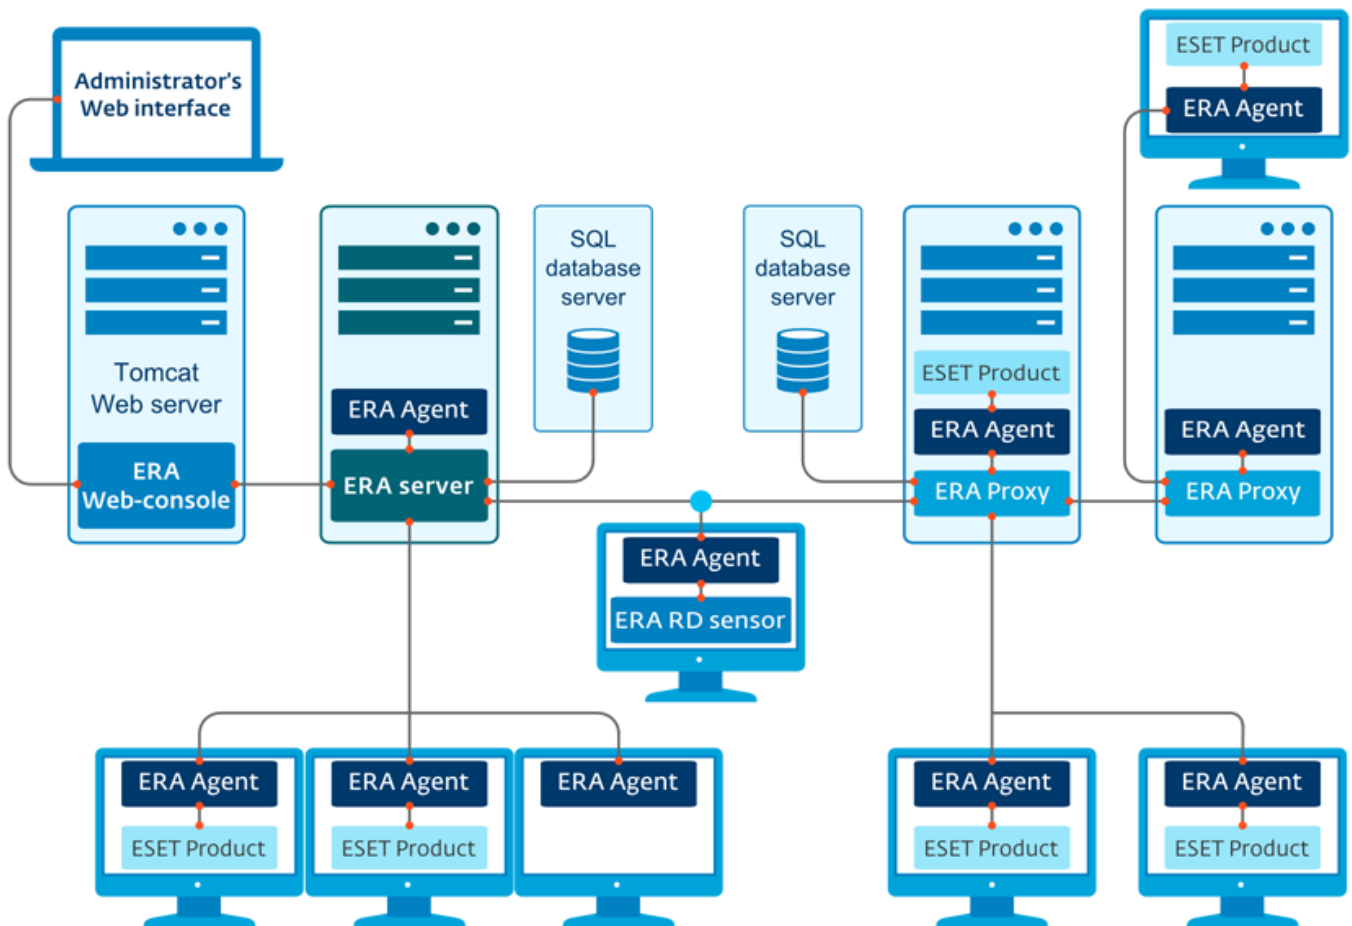 Administrator's
Web interface
ESET Product
ERA Agent
Tomcat
Web server
ERA
Web-console
ERA Agent
ERA server
SQL
database
server
SQL
database
server
ESET Product
ERA Agent
ERA Proxy
ERA Agent
ERA Proxy
ERA Agent
ERA RD sensor
ERA Agent
ESET Product
ERA Agent
ESET Product
ERA Agent
ERA Agent
ESET Product
ERA Agent
ESET Product